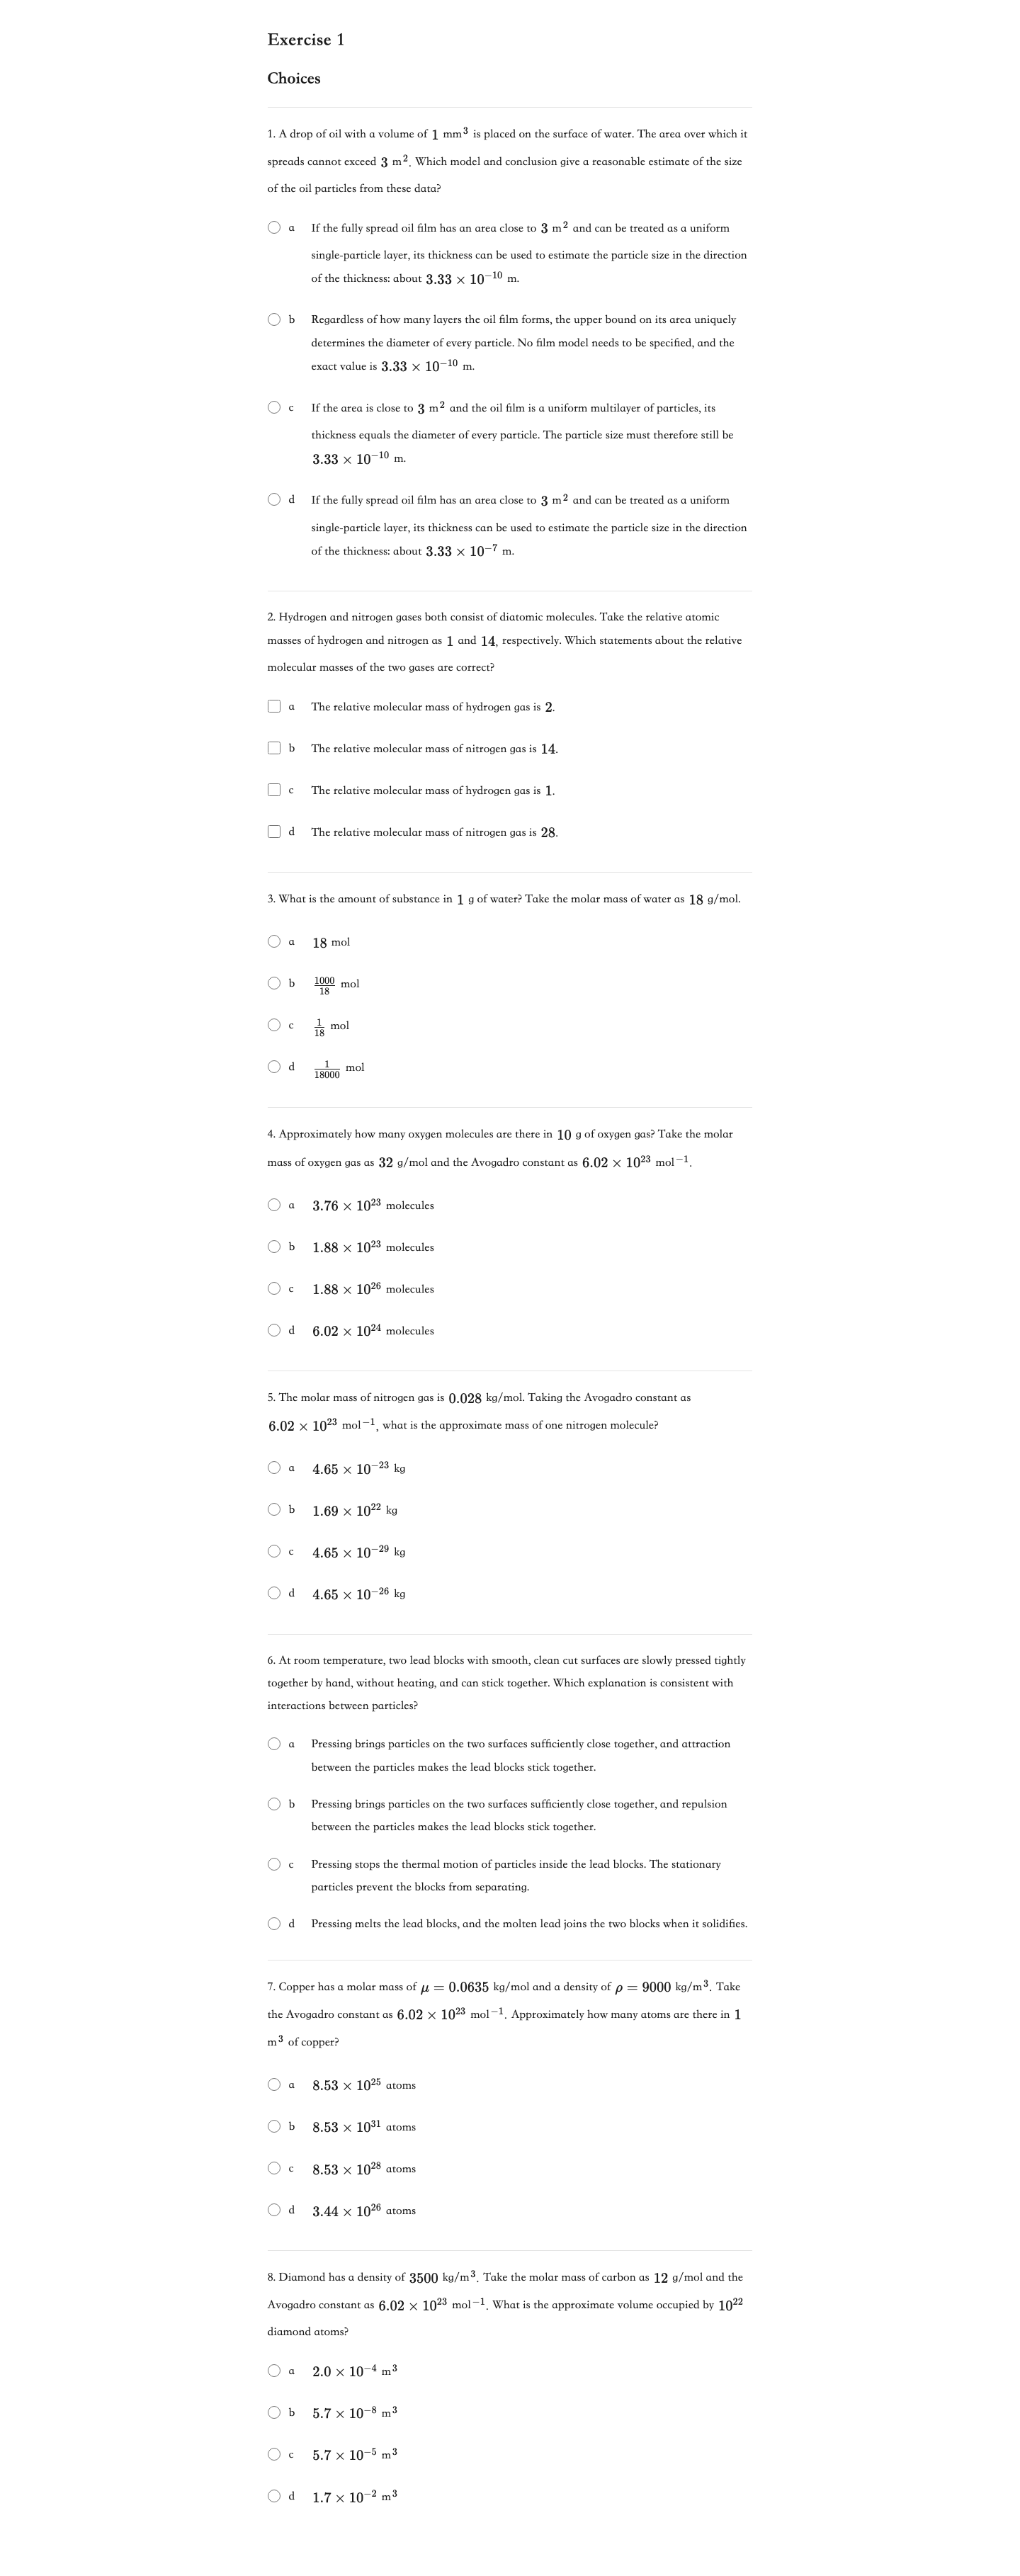 Exercise 1
Choices
1. A drop of oil with a volume of 1 mm³ is placed on the surface of water. The area over which it
spreads cannot exceed 3 m². Which model and conclusion give a reasonable estimate of the size
of the oil particles from these data?
a If the fully spread oil film has an area close to 3 m² and can be treated as a uniform
single-particle layer, its thickness can be used to estimate the particle size in the direction
of the thickness: about 3.33 × 10⁻¹⁰ m.
b Regardless of how many layers the oil film forms, the upper bound on its area uniquely
determines the diameter of every particle. No film model needs to be specified, and the
exact value is 3.33 × 10⁻¹⁰ m.
c If the area is close to 3 m² and the oil film is a uniform multilayer of particles, its
thickness equals the diameter of every particle. The particle size must therefore still be
3.33 × 10⁻¹⁰ m.
d If the fully spread oil film has an area close to 3 m² and can be treated as a uniform
single-particle layer, its thickness can be used to estimate the particle size in the direction
of the thickness: about 3.33 × 10⁻⁷ m.
2. Hydrogen and nitrogen gases both consist of diatomic molecules. Take the relative atomic
masses of hydrogen and nitrogen as 1 and 14, respectively. Which statements about the relative
molecular masses of the two gases are correct?
a The relative molecular mass of hydrogen gas is 2.
b The relative molecular mass of nitrogen gas is 14.
c The relative molecular mass of hydrogen gas is 1.
d The relative molecular mass of nitrogen gas is 28.
3. What is the amount of substance in 1 g of water? Take the molar mass of water as 18 g/mol.
a 18 mol
b 1000/18 mol
c 1/18 mol
d 1/18000 mol
4. Approximately how many oxygen molecules are there in 10 g of oxygen gas? Take the molar
mass of oxygen gas as 32 g/mol and the Avogadro constant as 6.02 × 10²³ mol⁻¹.
a 3.76 × 10²³ molecules
b 1.88 × 10²³ molecules
c 1.88 × 10²⁶ molecules
d 6.02 × 10²⁴ molecules
5. The molar mass of nitrogen gas is 0.028 kg/mol. Taking the Avogadro constant as
6.02 × 10²³ mol⁻¹, what is the approximate mass of one nitrogen molecule?
a 4.65 × 10⁻²³ kg
b 1.69 × 10²² kg
c 4.65 × 10⁻²⁹ kg
d 4.65 × 10⁻²⁶ kg
6. At room temperature, two lead blocks with smooth, clean cut surfaces are slowly pressed tightly
together by hand, without heating, and can stick together. Which explanation is consistent with
interactions between particles?
a Pressing brings particles on the two surfaces sufficiently close together, and attraction
between the particles makes the lead blocks stick together.
b Pressing brings particles on the two surfaces sufficiently close together, and repulsion
between the particles makes the lead blocks stick together.
c Pressing stops the thermal motion of particles inside the lead blocks. The stationary
particles prevent the blocks from separating.
d Pressing melts the lead blocks, and the molten lead joins the two blocks when it solidifies.
7. Copper has a molar mass of μ = 0.0635 kg/mol and a density of ρ = 9000 kg/m³. Take
the Avogadro constant as 6.02 × 10²³ mol⁻¹. Approximately how many atoms are there in 1
m³ of copper?
a 8.53 × 10²⁵ atoms
b 8.53 × 10³¹ atoms
c 8.53 × 10²⁸ atoms
d 3.44 × 10²⁶ atoms
8. Diamond has a density of 3500 kg/m³. Take the molar mass of carbon as 12 g/mol and the
Avogadro constant as 6.02 × 10²³ mol⁻¹. What is the approximate volume occupied by 10²²
diamond atoms?
a 2.0 × 10⁻⁴ m³
b 5.7 × 10⁻⁸ m³
c 5.7 × 10⁻⁵ m³
d 1.7 × 10⁻² m³